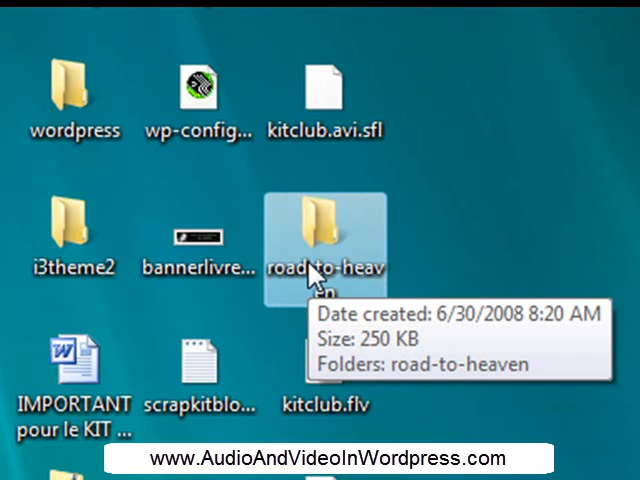 wordpress
wp-config...
kitclub.avi.sfl
i3theme2
bannerlivre...
road-to-heav
en
Date created: 6/30/2008 8:20 AM
Size: 250 KB
Folders: road-to-heaven
IMPORTANT
pour le KIT ...
scrapkitblo...
kitclub.flv
www.AudioAndVideoInWordpress.com